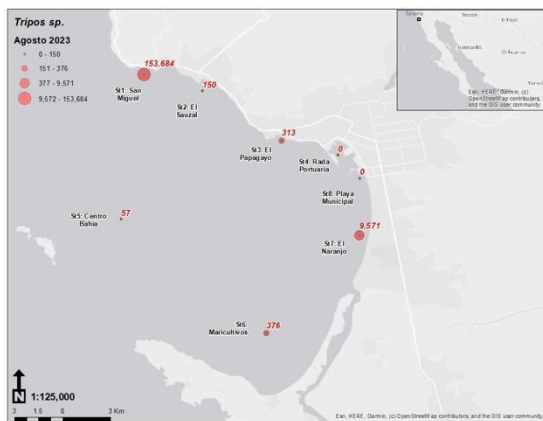 Tripos sp.
Agosto 2023
0 - 150
151 - 376
377 - 9,571
9,572 - 153,684
153,684
St1: San
Miguel
150
St2: El
Sauzal
313
St3: El
Papagayo
0
St4: Rada
Portuaria
0
St8: Playa
Municipal
57
St5: Centro
Bahia
9,571
St7: El
Naranjo
376
St6:
Maricultivos
N
1:125,000
3 1.5 0 3 Km
Tijuana
Hermosillo
Chihuahua
Esri, HERE, Garmin, (c)
OpenStreetMap contributors,
and the GIS user community
Esri, HERE, Garmin, (c) OpenStreetMap contributors, and the GIS user community